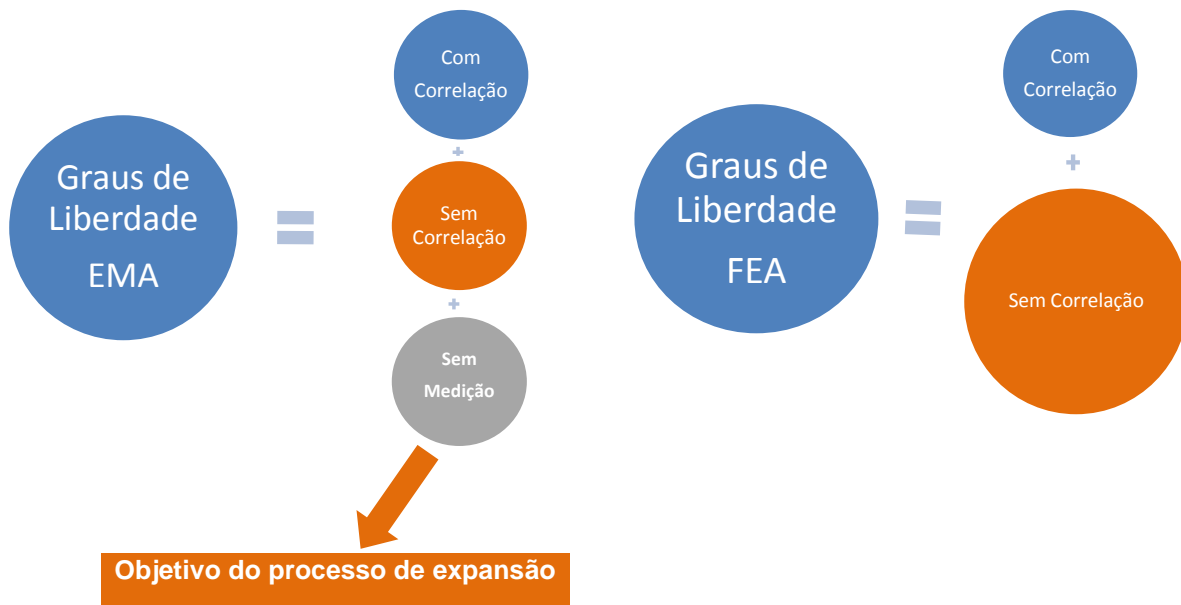 Graus de
Liberdade
EMA
=
Com
Correlação
+
Sem
Correlação
+
Sem
Medição
Objetivo do processo de expansão
Graus de
Liberdade
FEA
=
Com
Correlação
+
Sem Correlação